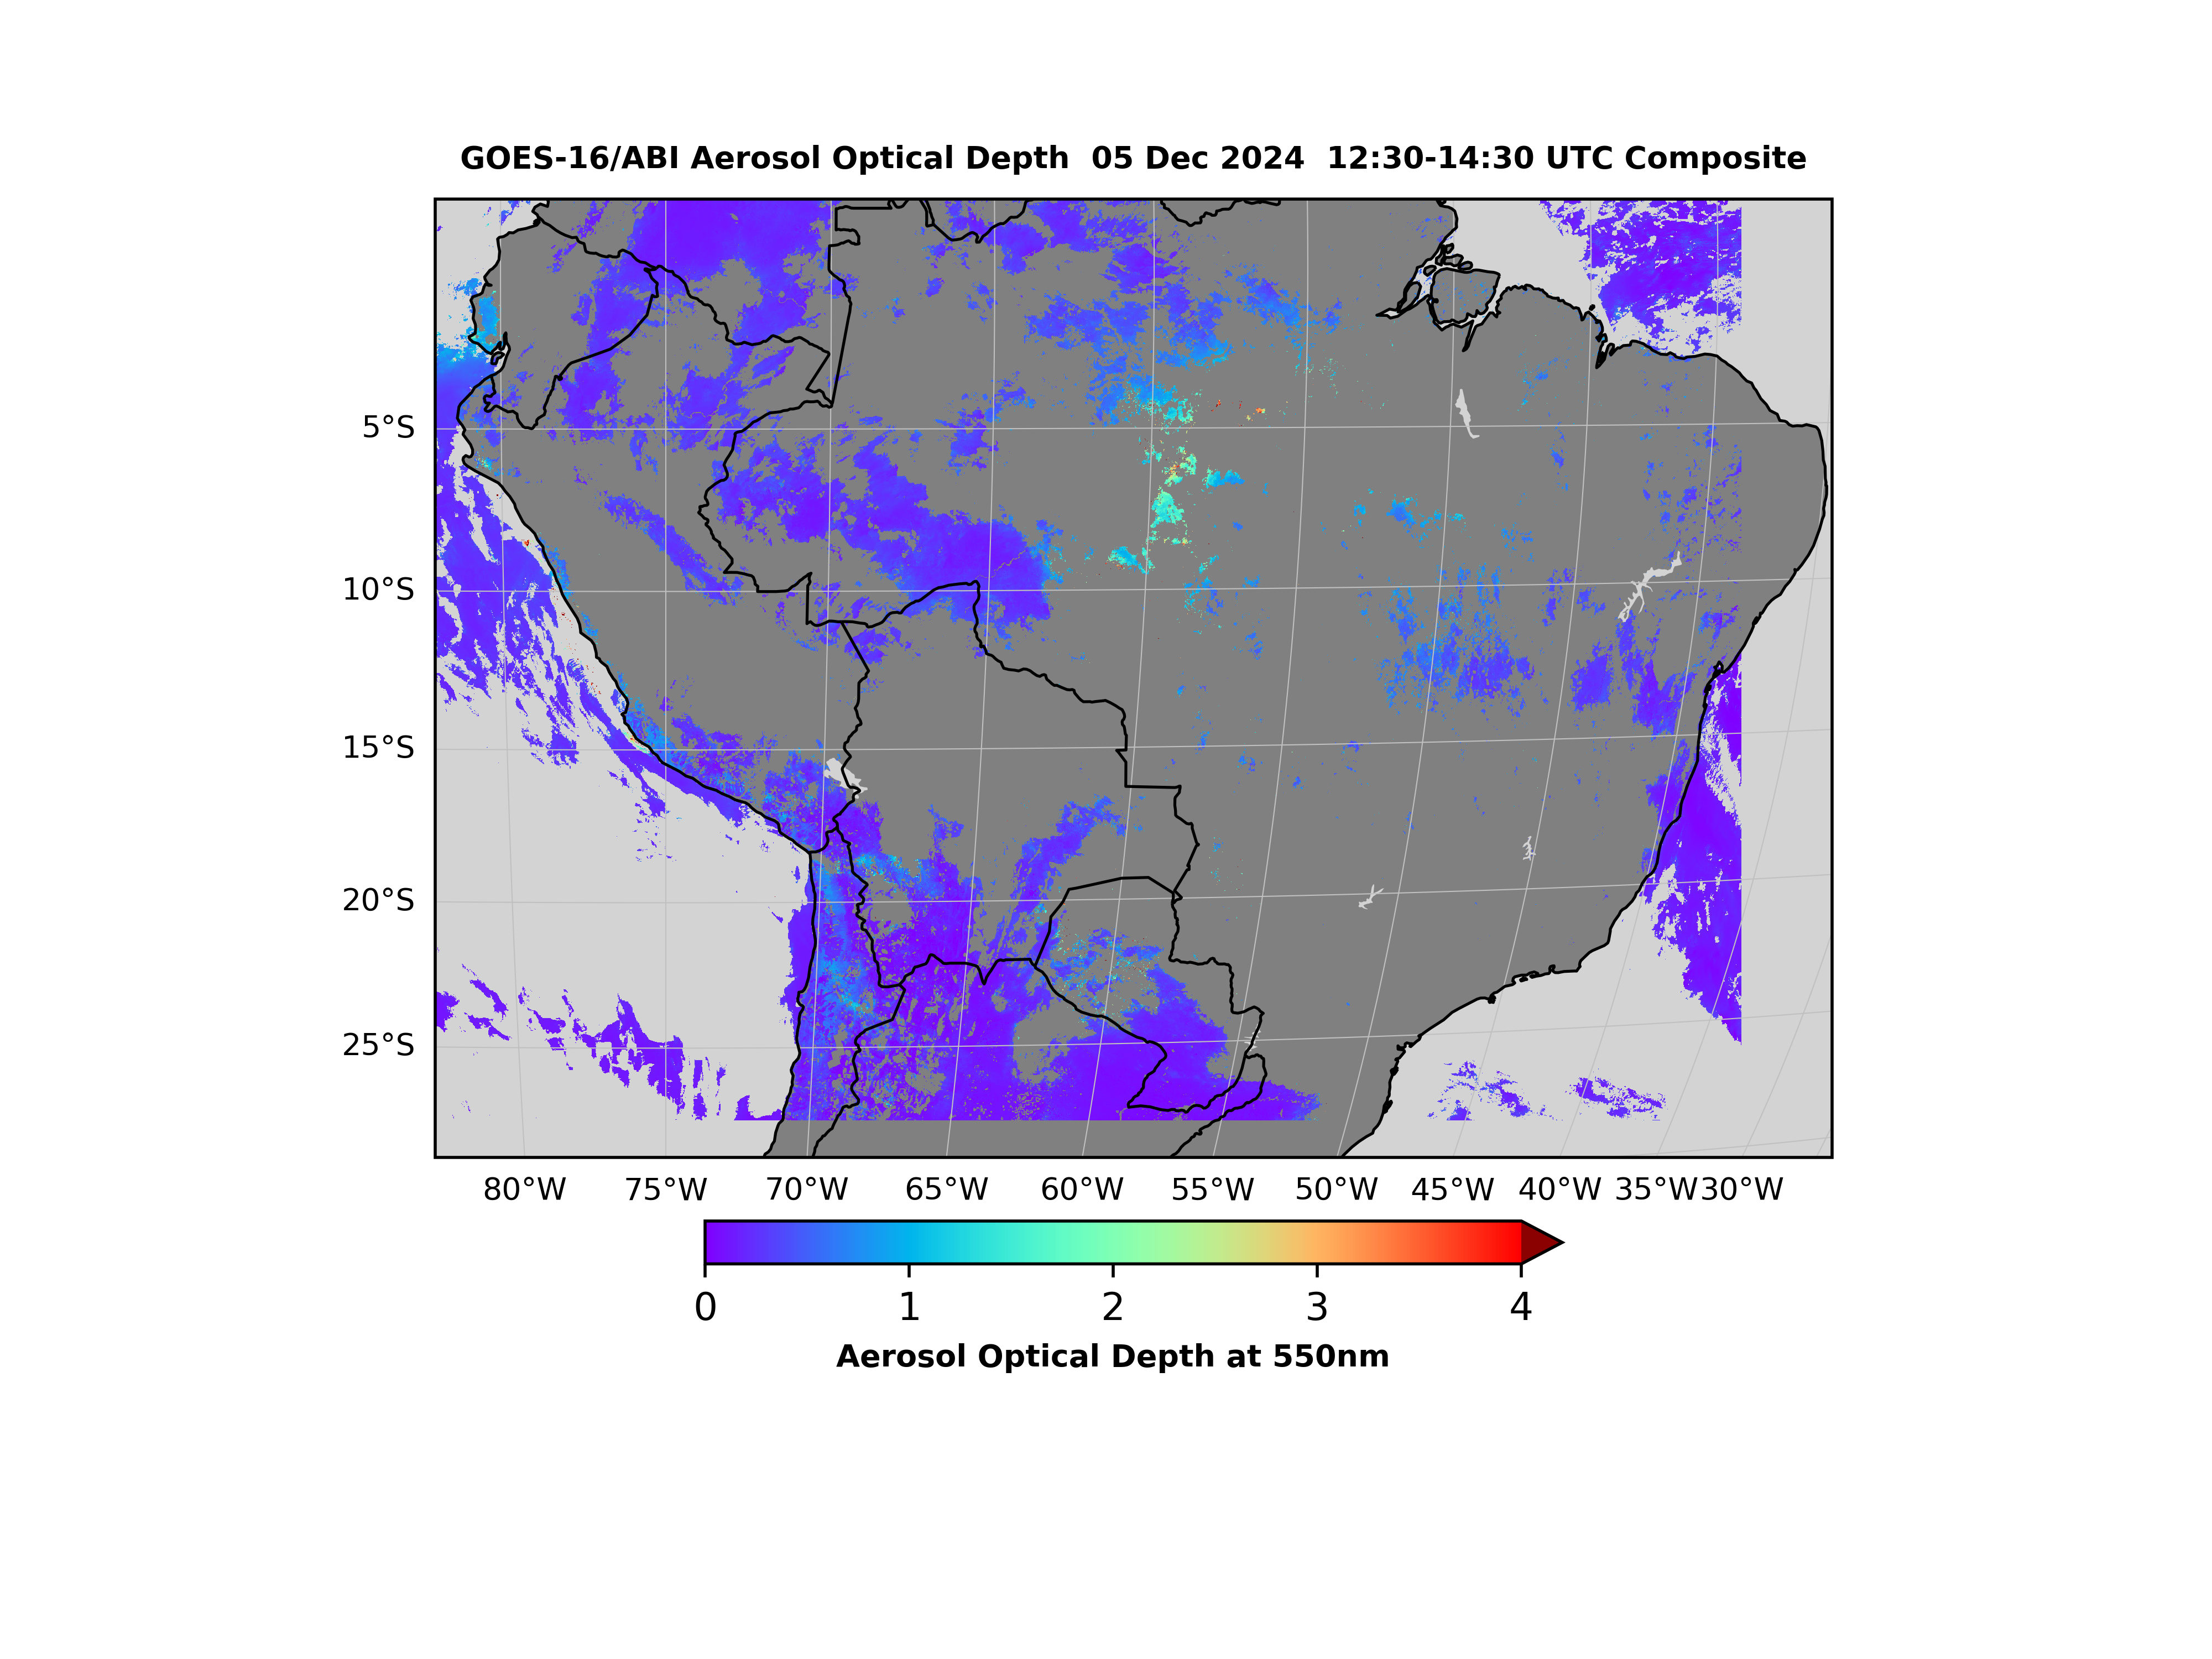 GOES-16/ABI Aerosol Optical Depth  05 Dec 2024  12:30-14:30 UTC Composite
5°S
10°S
15°S
20°S
25°S
80°W 75°W 70°W 65°W 60°W 55°W 50°W 45°W 40°W 35°W 30°W
0 1 2 3 4
Aerosol Optical Depth at 550nm